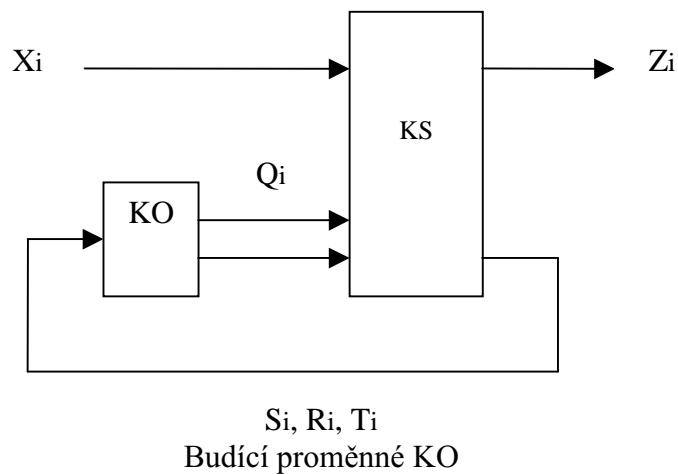 Xi
Zi
KS
Qi
KO
Si, Ri, Ti
Budící proměnné KO